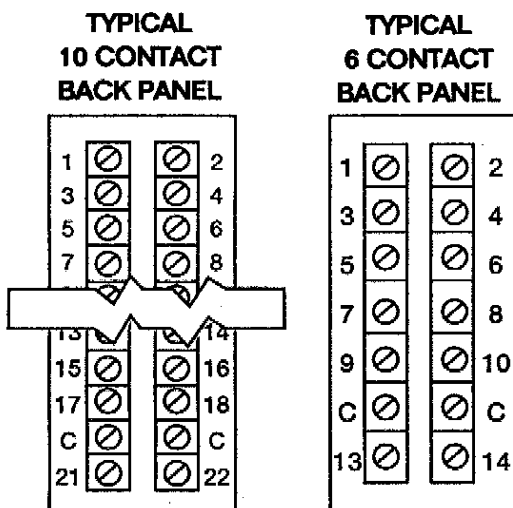 TYPICAL
10 CONTACT
BACK PANEL
1 2
3 4
5 6
7 8
13 14
15 16
17 18
C C
21 22
TYPICAL
6 CONTACT
BACK PANEL
1 2
3 4
5 6
7 8
9 10
C C
13 14